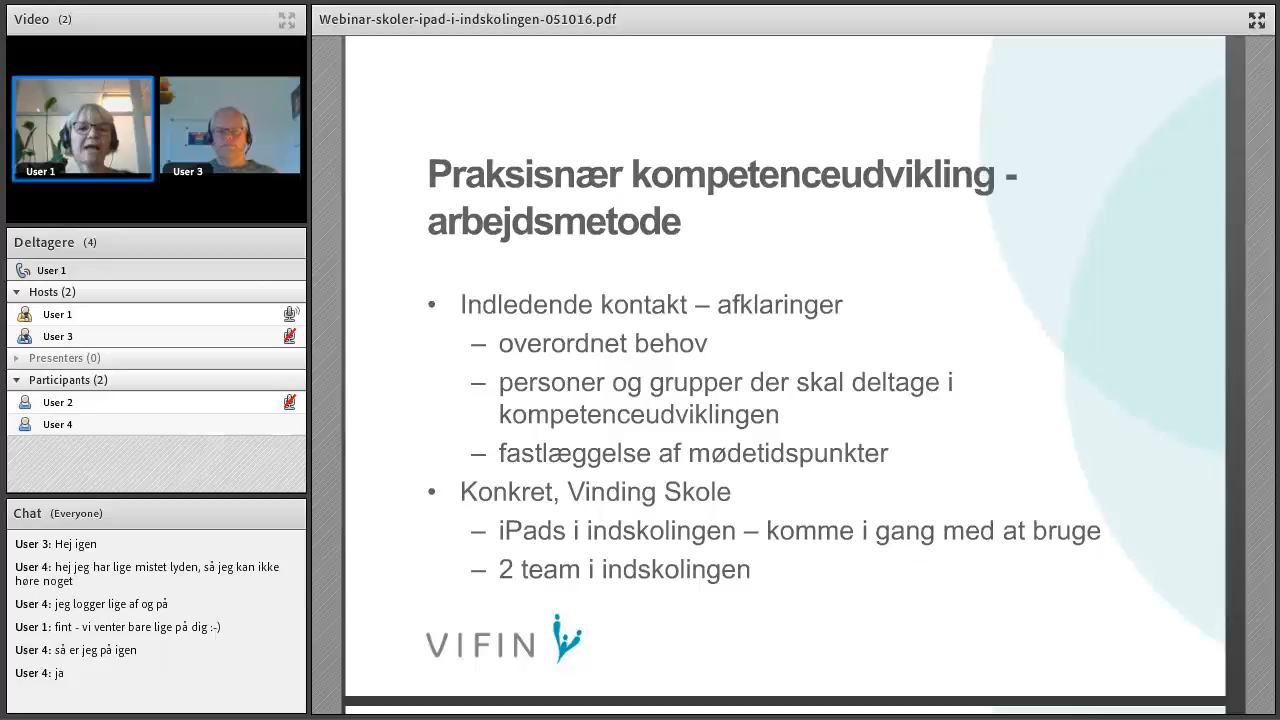 Video (2)
User 1
User 3
Deltagere (4)
User 1
Hosts (2)
User 1
User 3
Presenters (0)
Participants (2)
User 2
User 4
Chat (Everyone)
User 3: Hej igen
User 4: hej jeg har lige mistet lyden, så jeg kan ikke
høre noget
User 4: jeg logger lige af og på
User 1: fint - vi venter bare lige på dig :-)
User 4: så er jeg på igen
User 4: ja
Webinar-skoler-ipad-i-indskolingen-051016.pdf
Praksisnær kompetenceudvikling -
arbejdsmetode
• Indledende kontakt – afklaringer
– overordnet behov
– personer og grupper der skal deltage i
kompetenceudviklingen
– fastlæggelse af mødetidspunkter
• Konkret, Vinding Skole
– iPads i indskolingen – komme i gang med at bruge
– 2 team i indskolingen
VIFIN